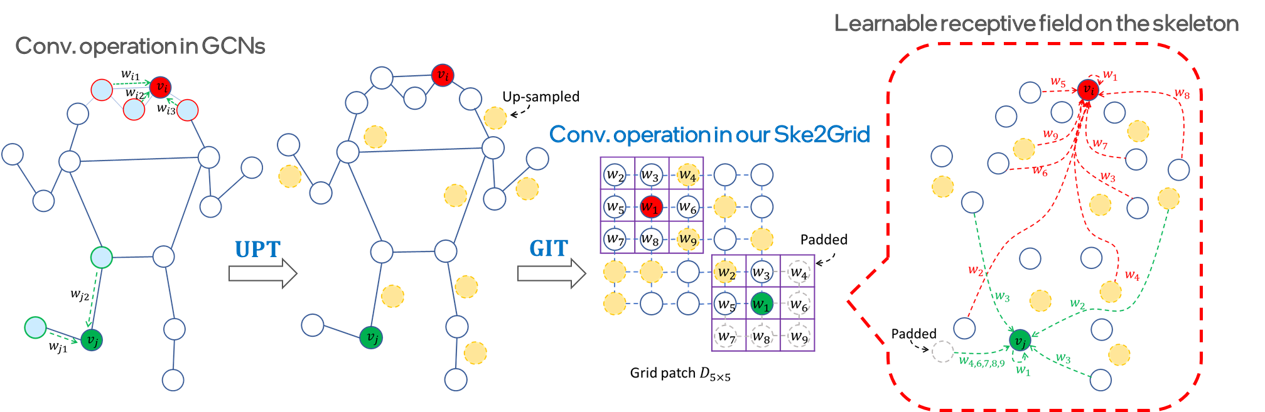 Learnable receptive field on the skeleton
Conv. operation in GCNs
w_{i1}
w_{i2}
w_{i3}
v_i
w_{j2}
w_{j1}
v_j
UPT
v_i
Up-sampled
v_j
GIT
Conv. operation in our Ske2Grid
w_2 w_3 w_4
w_5 w_1 w_6
w_7 w_8 w_9
Padded
w_2 w_3 w_4
w_5 w_1 w_6
w_7 w_8 w_9
Grid patch D_{5×5}
w_5
v_i
w_1
w_8
w_9
w_7
w_6
w_3
w_2
w_4
w_3
w_2
Padded
v_j
w_{4,6,7,8,9}
w_1
w_3